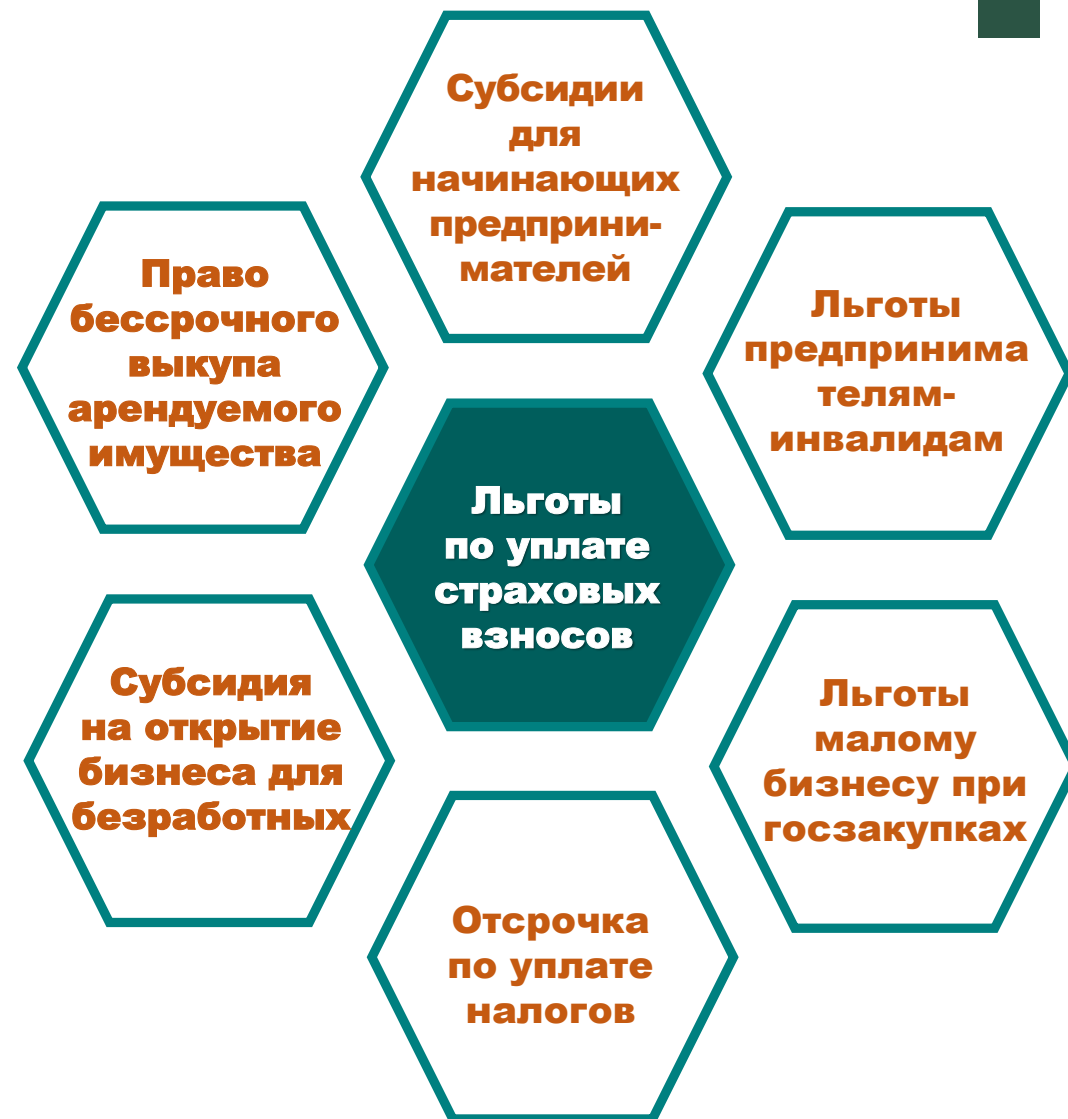 Субсидии
для
начинающих
предприни-
мателей
Право
бессрочного
выкупа
арендуемого
имущества
Льготы
предпринима
телям-
инвалидам
Льготы
по уплате
страховых
взносов
Субсидия
на открытие
бизнеса для
безработных
Льготы
малому
бизнесу при
госзакупках
Отсрочка
по уплате
налогов